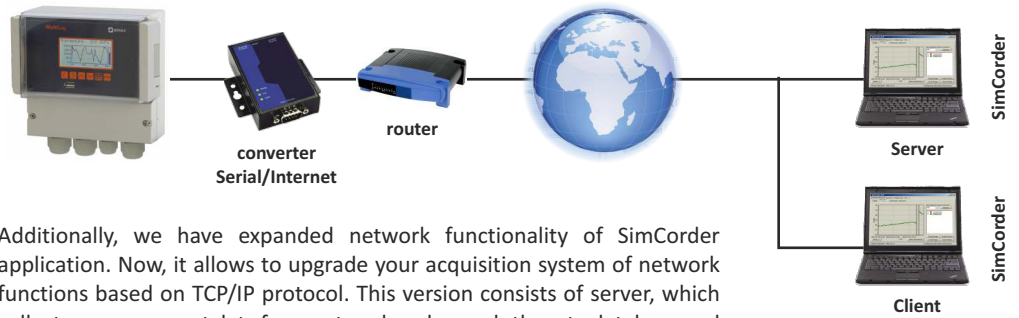 converter
Serial/Internet
router
Server
SimCorder
Client
SimCorder
Additionally, we have expanded network functionality of SimCorder
application. Now, it allows to upgrade your acquisition system of network
functions based on TCP/IP protocol. This version consists of server, which